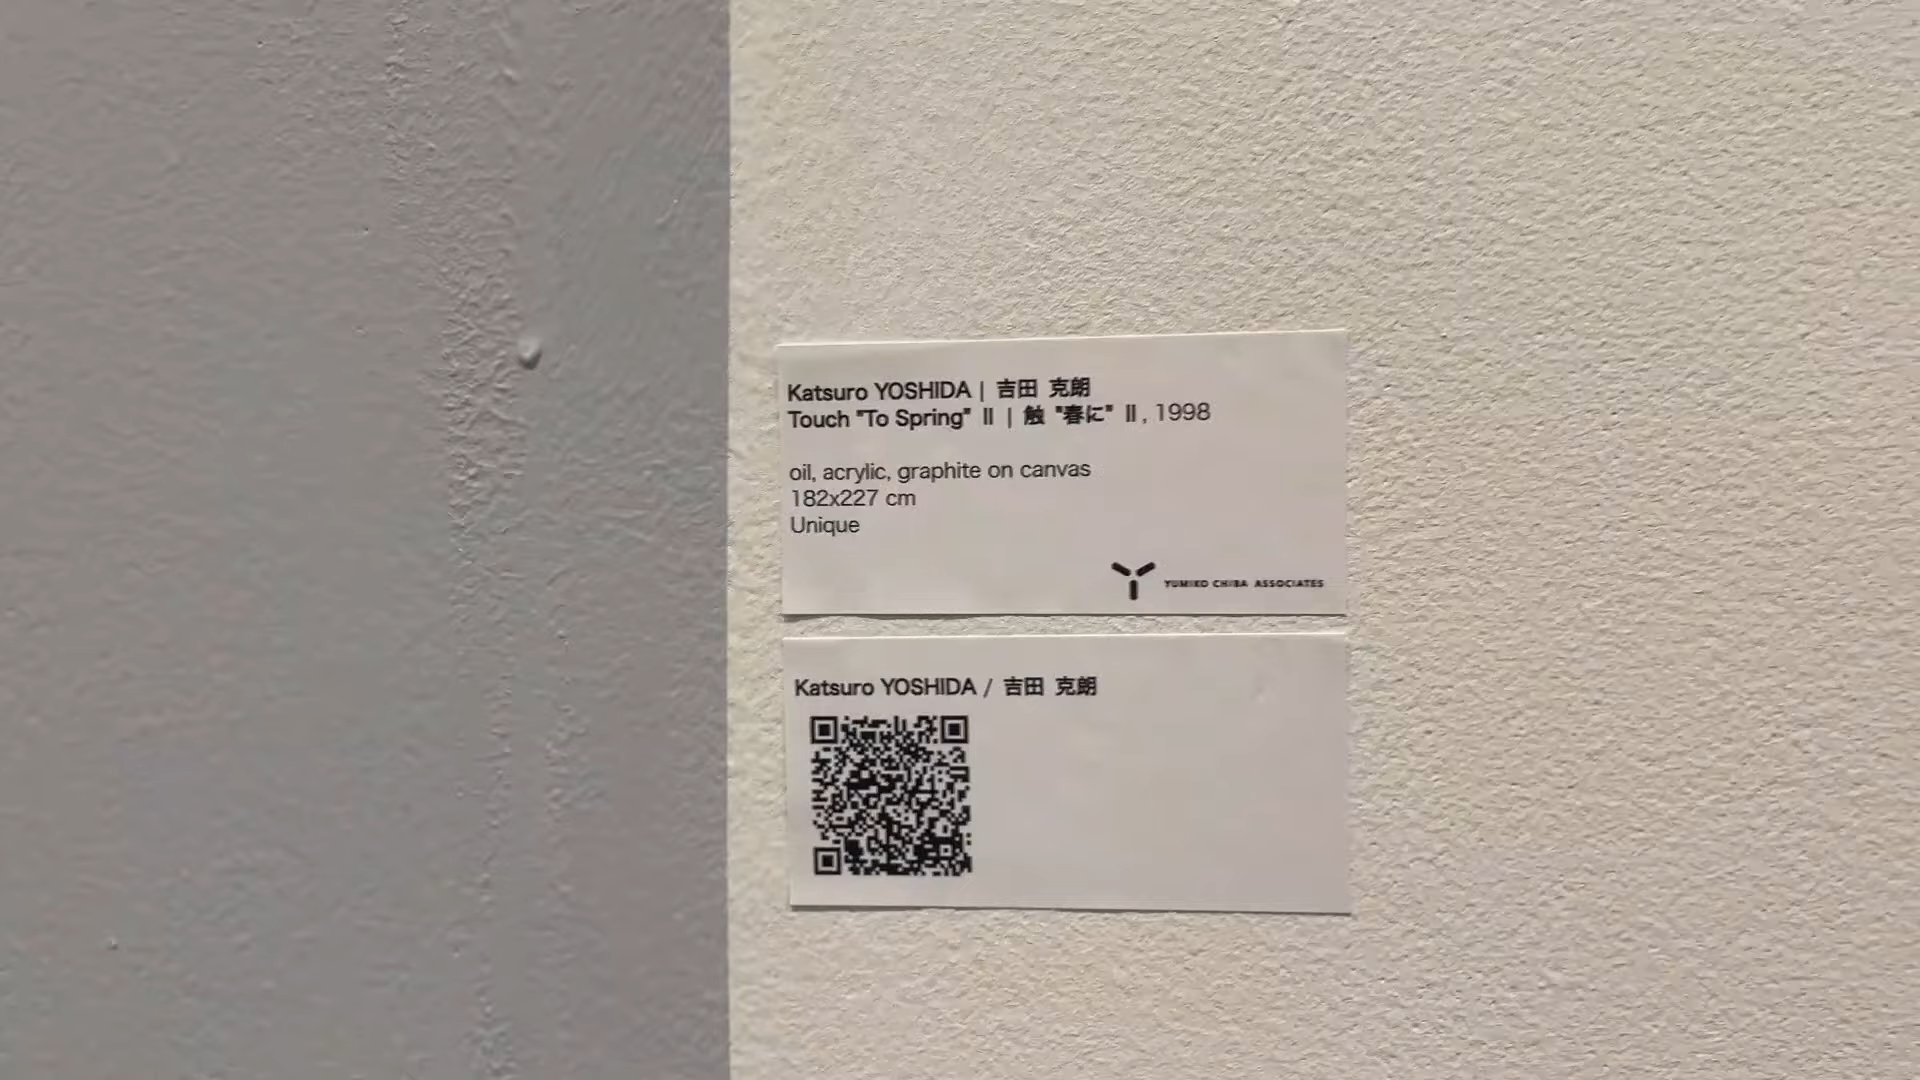 Katsuro YOSHIDA | 吉田 克朗
Touch "To Spring" Ⅱ | 触 "春に" Ⅱ, 1998
oil, acrylic, graphite on canvas
182x227 cm
Unique
YUMIKO CHIBA ASSOCIATES
Katsuro YOSHIDA / 吉田 克朗